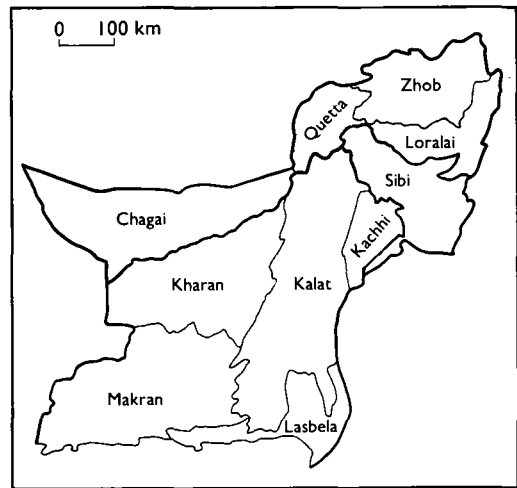 0 100 km
Zhob
Quetta
Loralai
Sibi
Chagai
Kachhi
Kharan
Kalat
Makran
Lasbela